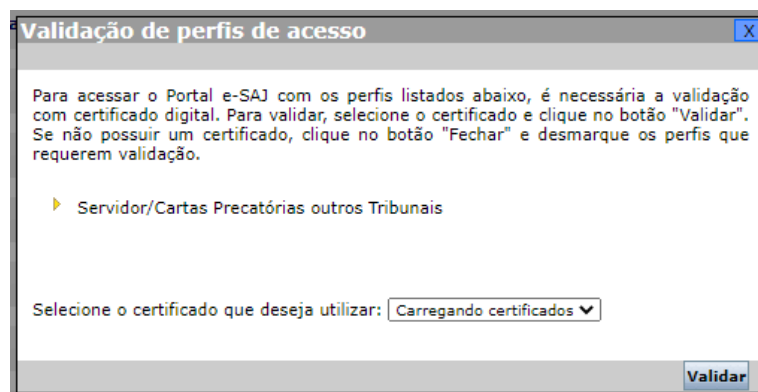 Validação de perfis de acesso
X
Para acessar o Portal e-SAJ com os perfis listados abaixo, é necessária a validação
com certificado digital. Para validar, selecione o certificado e clique no botão "Validar".
Se não possuir um certificado, clique no botão "Fechar" e desmarque os perfis que
requerem validação.
Servidor/Cartas Precatórias outros Tribunais
Selecione o certificado que deseja utilizar: Carregando certificados
Validar